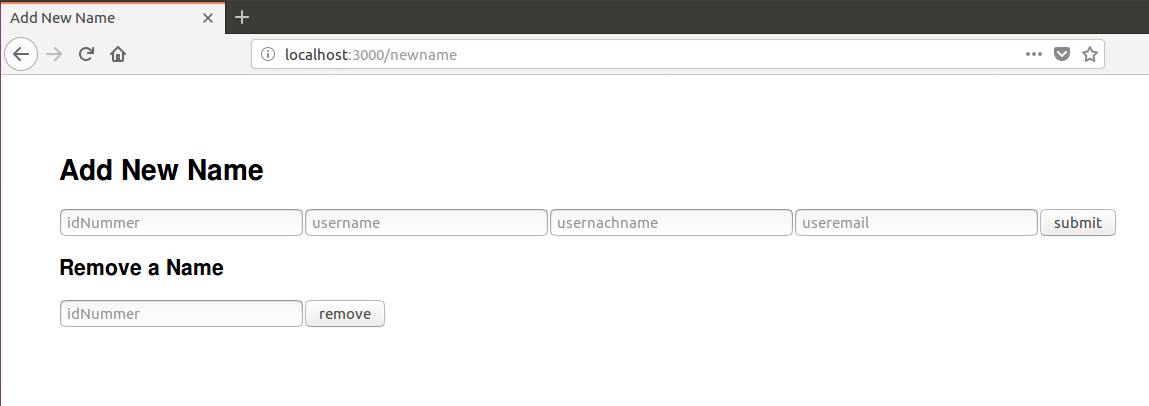 Add New Name
localhost:3000/newname
Add New Name
idNummer username usernachname useremail submit
Remove a Name
idNummer remove